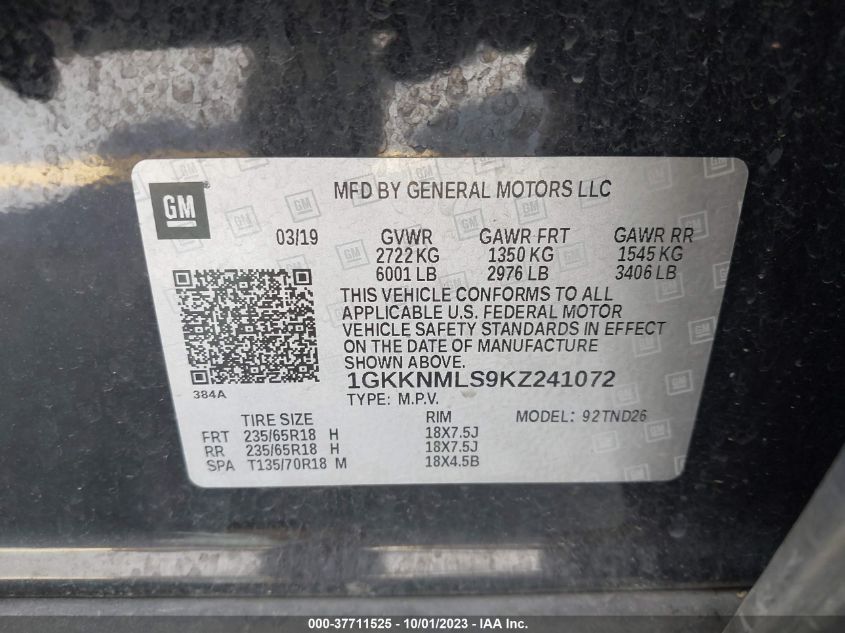 GM
MFD BY GENERAL MOTORS LLC
03/19 GVWR GAWR FRT GAWR RR
2722 KG 1350 KG 1545 KG
6001 LB 2976 LB 3406 LB
THIS VEHICLE CONFORMS TO ALL
APPLICABLE U.S. FEDERAL MOTOR
VEHICLE SAFETY STANDARDS IN EFFECT
ON THE DATE OF MANUFACTURE
SHOWN ABOVE.
384A
1GKKNMLS9KZ241072
TYPE: M.P.V.
TIRE SIZE RIM MODEL: 92TND26
FRT 235/65R18 H 18X7.5J
RR 235/65R18 H 18X7.5J
SPA T135/70R18 M 18X4.5B
000-37711525 - 10/01/2023 - IAA Inc.